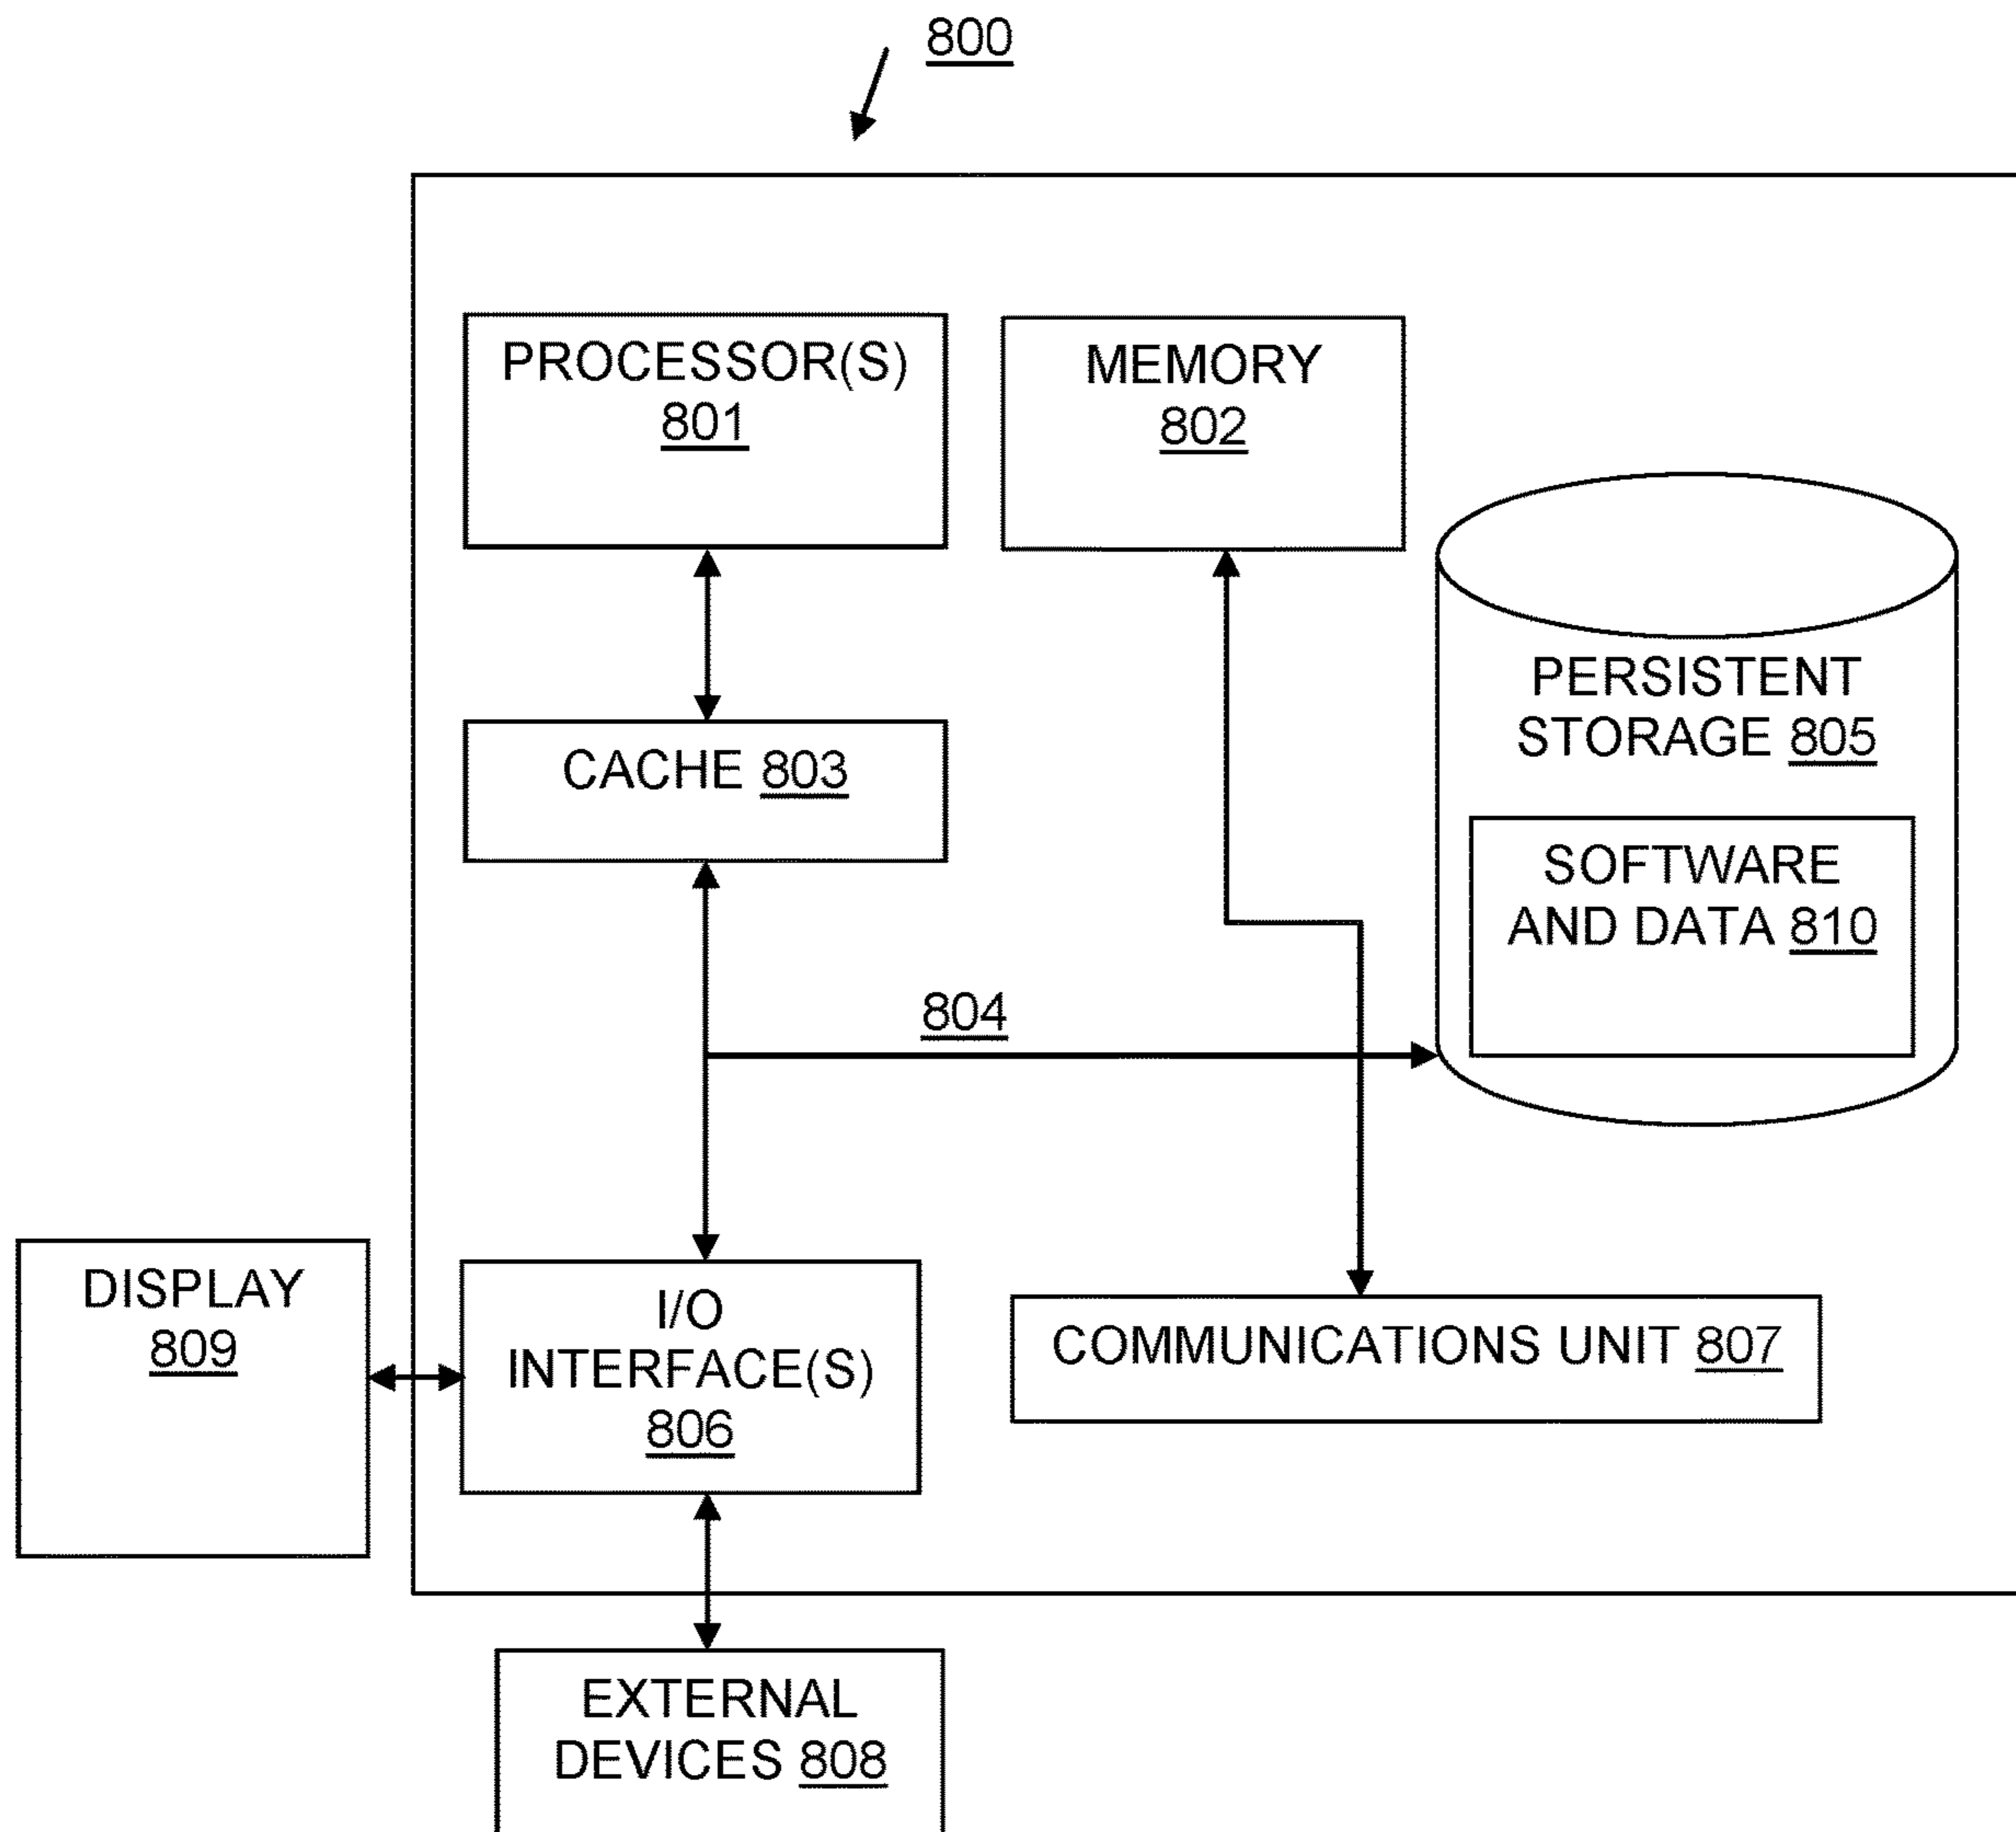 800
PROCESSOR(S)
801
MEMORY
802
CACHE 803
PERSISTENT
STORAGE 805
SOFTWARE
AND DATA 810
804
DISPLAY
809
I/O
INTERFACE(S)
806
COMMUNICATIONS UNIT 807
EXTERNAL
DEVICES 808